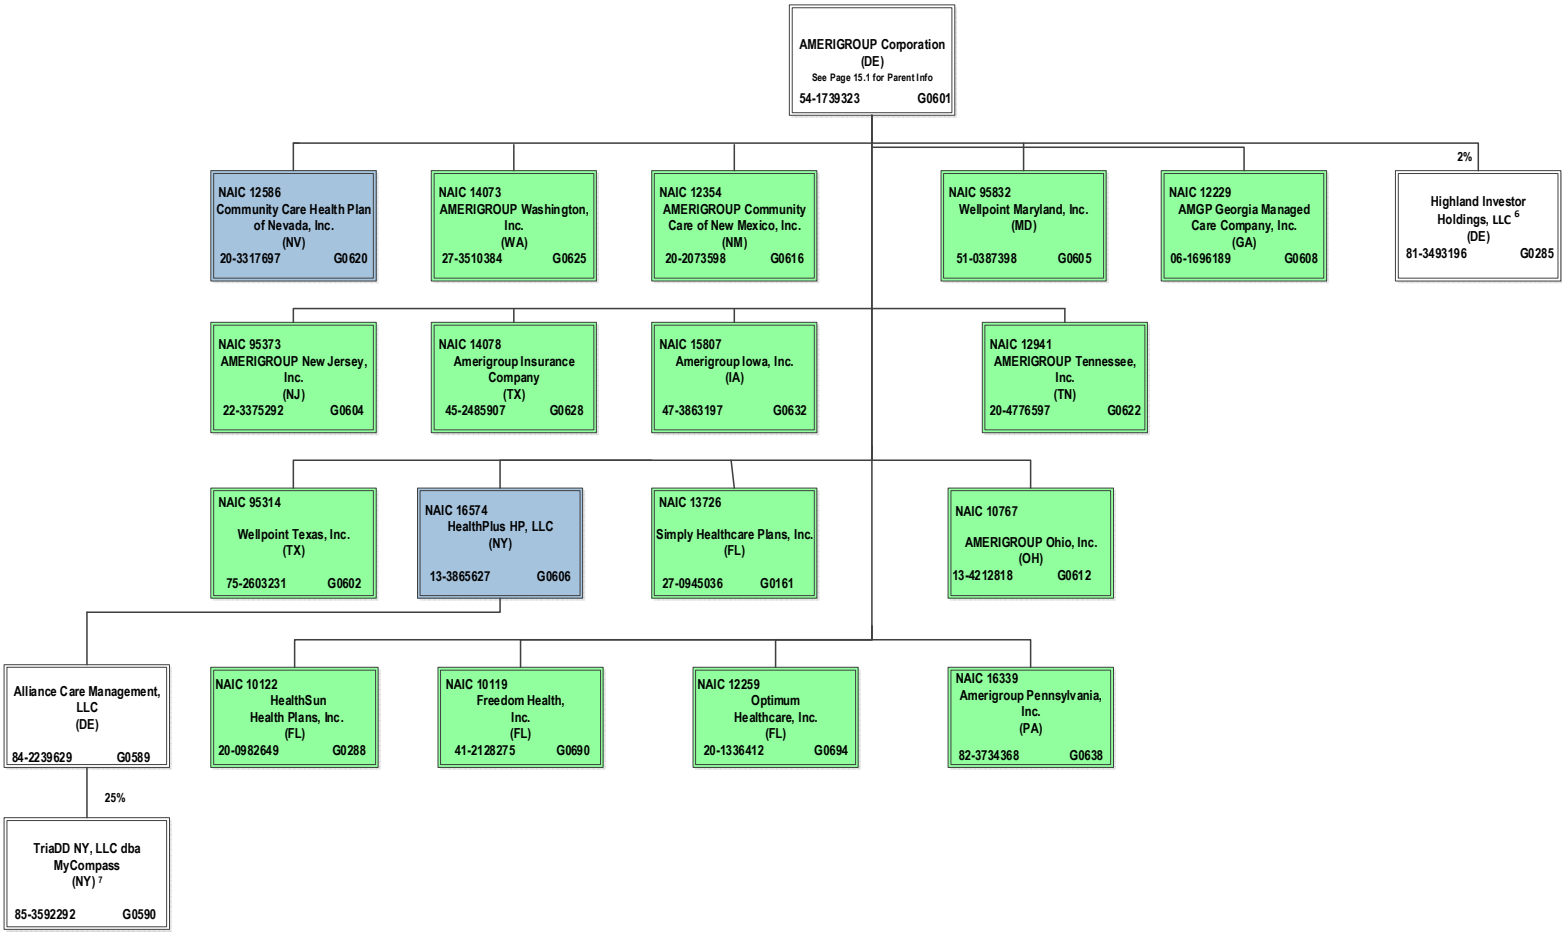 AMERIGROUP Corporation
(DE)
See Page 15.1 for Parent Info
54-1739323 G0601
2%
NAIC 12586
Community Care Health Plan
of Nevada, Inc.
(NV)
20-3317697 G0620
NAIC 14073
AMERIGROUP Washington,
Inc.
(WA)
27-3510384 G0625
NAIC 12354
AMERIGROUP Community
Care of New Mexico, Inc.
(NM)
20-2073598 G0616
NAIC 95832
Wellpoint Maryland, Inc.
(MD)
51-0387398 G0605
NAIC 12229
AMGP Georgia Managed
Care Company, Inc.
(GA)
06-1696189 G0608
Highland Investor
Holdings, LLC 6
(DE)
81-3493196 G0285
NAIC 95373
AMERIGROUP New Jersey,
Inc.
(NJ)
22-3375292 G0604
NAIC 14078
Amerigroup Insurance
Company
(TX)
45-2485907 G0628
NAIC 15807
Amerigroup Iowa, Inc.
(IA)
47-3863197 G0632
NAIC 12941
AMERIGROUP Tennessee,
Inc.
(TN)
20-4776597 G0622
NAIC 95314
Wellpoint Texas, Inc.
(TX)
75-2603231 G0602
NAIC 16574
HealthPlus HP, LLC
(NY)
13-3865627 G0606
NAIC 13726
Simply Healthcare Plans, Inc.
(FL)
27-0945036 G0161
NAIC 10767
AMERIGROUP Ohio, Inc.
(OH)
13-4212818 G0612
Alliance Care Management,
LLC
(DE)
84-2239629 G0589
NAIC 10122
HealthSun
Health Plans, Inc.
(FL)
20-0982649 G0288
NAIC 10119
Freedom Health,
Inc.
(FL)
41-2128275 G0690
NAIC 12259
Optimum
Healthcare, Inc.
(FL)
20-1336412 G0694
NAIC 16339
Amerigroup Pennsylvania,
Inc.
(PA)
82-3734368 G0638
25%
TriaDD NY, LLC dba
MyCompass
(NY) 7
85-3592292 G0590